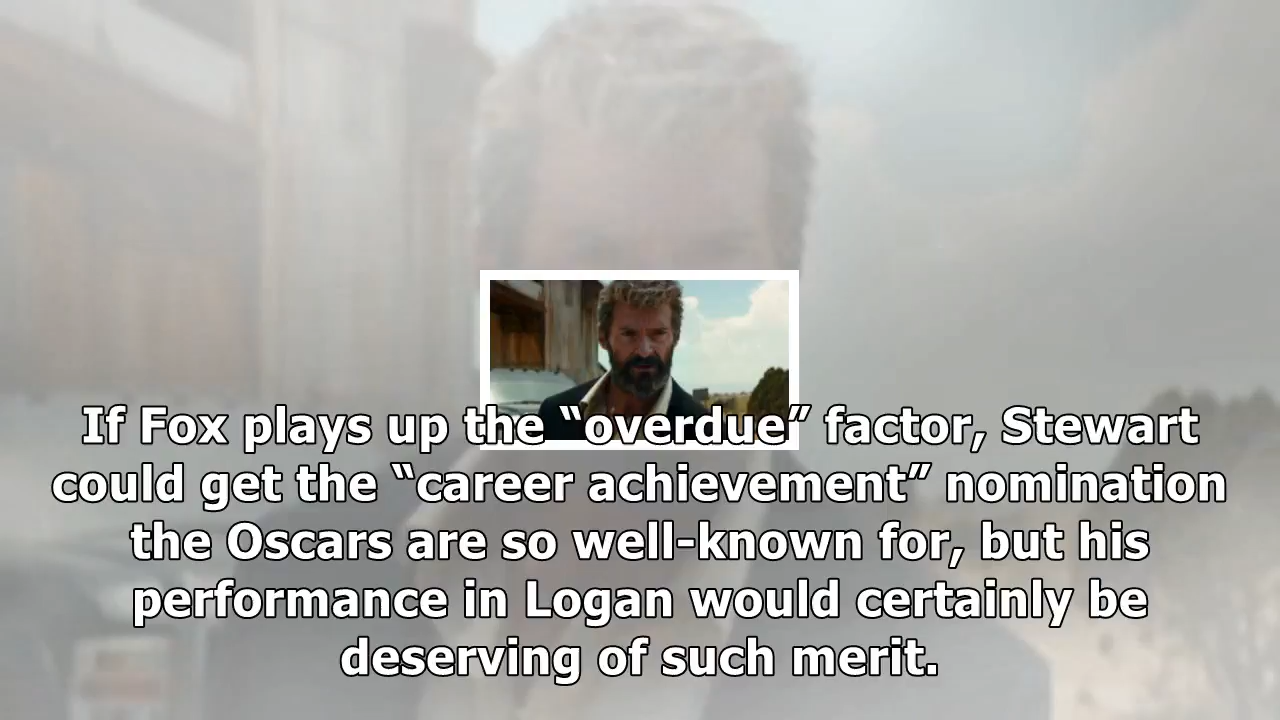 If Fox plays up the “overdue” factor, Stewart
could get the “career achievement” nomination
the Oscars are so well-known for, but his
performance in Logan would certainly be
deserving of such merit.